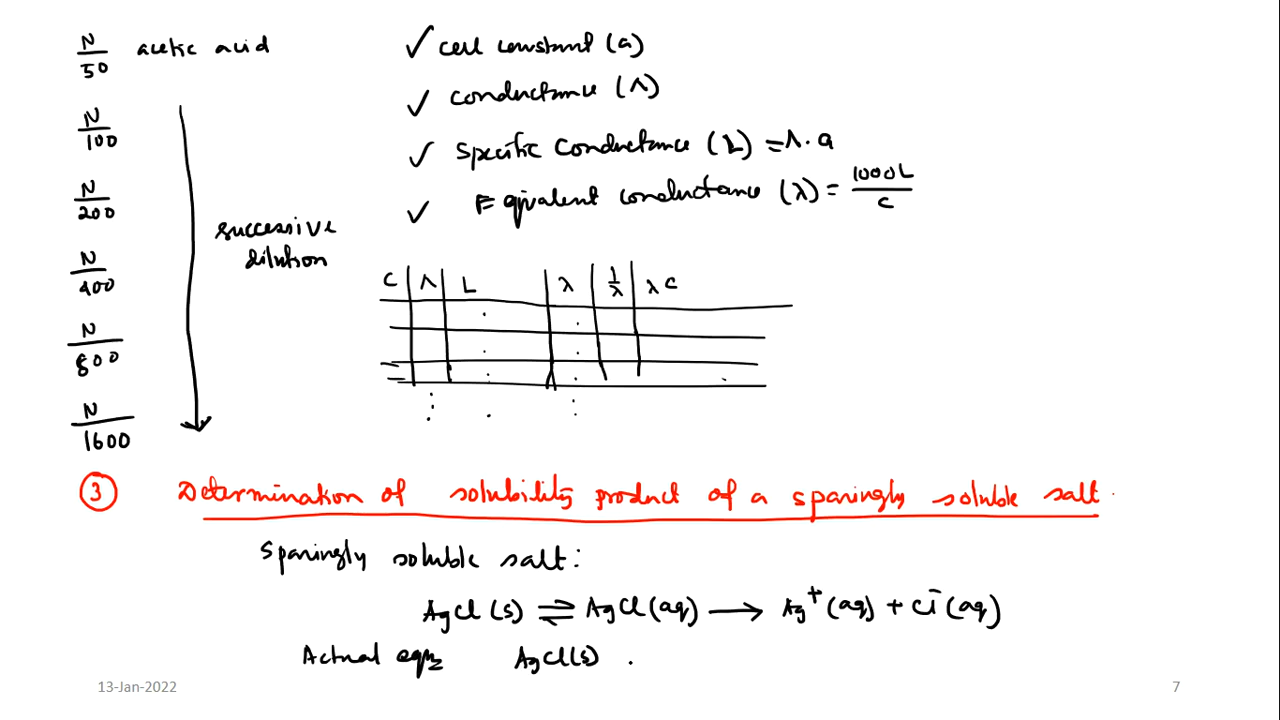 N/50 acetic acid
N/100
N/200
N/400
N/800
N/1600
successive
dilution
✓ cell constant (a)
✓ conductance (Λ)
✓ Specific conductance (L) = Λ. a
✓ Equivalent conductance (λ) = 1000L/C
C | Λ | L | λ | 1/λ | λ C
③ Determination of solubility product of a sparingly soluble salt.
Sparingly soluble salt:
AgCl (s) ⇌ AgCl (aq) ⟶ Ag⁺ (aq) + Cl⁻ (aq)
Actual eqm AgCl(s) .
13-Jan-2022
7